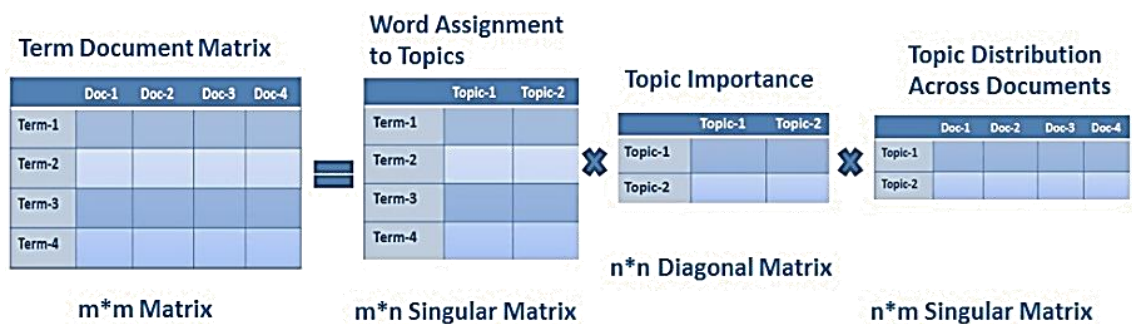 Term Document Matrix
Doc-1 Doc-2 Doc-3 Doc-4
Term-1
Term-2
Term-3
Term-4
m*m Matrix
Word Assignment
to Topics
Topic-1 Topic-2
Term-1
Term-2
Term-3
Term-4
m*n Singular Matrix
Topic Importance
Topic-1 Topic-2
Topic-1
Topic-2
n*n Diagonal Matrix
Topic Distribution
Across Documents
Doc-1 Doc-2 Doc-3 Doc-4
Topic-1
Topic-2
n*m Singular Matrix